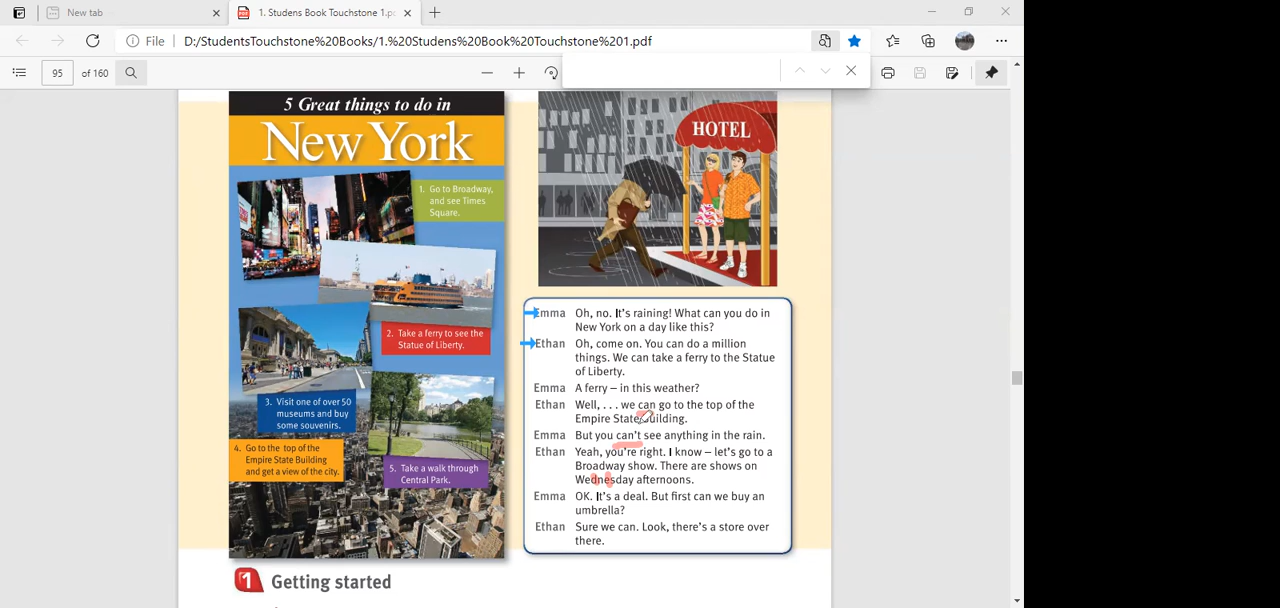 New tab
1. Studens Book Touchstone 1.pc
File
D:/StudentsTouchstone%20Books/1.%20Studens%20Book%20Touchstone%201.pdf
95
of 160
5 Great things to do in
New York
1. Go to Broadway,
and see Times
Square.
2. Take a ferry to see the
Statue of Liberty.
3. Visit one of over 50
museums and buy
some souvenirs.
4. Go to the top of the
Empire State Building
and get a view of the city.
5. Take a walk through
Central Park.
HOTEL
Emma Oh, no. It's raining! What can you do in
New York on a day like this?
Ethan Oh, come on. You can do a million
things. We can take a ferry to the Statue
of Liberty.
Emma A ferry – in this weather?
Ethan Well, . . . we can go to the top of the
Empire State Building.
Emma But you can't see anything in the rain.
Ethan Yeah, you're right. I know – let's go to a
Broadway show. There are shows on
Wednesday afternoons.
Emma OK. It's a deal. But first can we buy an
umbrella?
Ethan Sure we can. Look, there's a store over
there.
1 Getting started